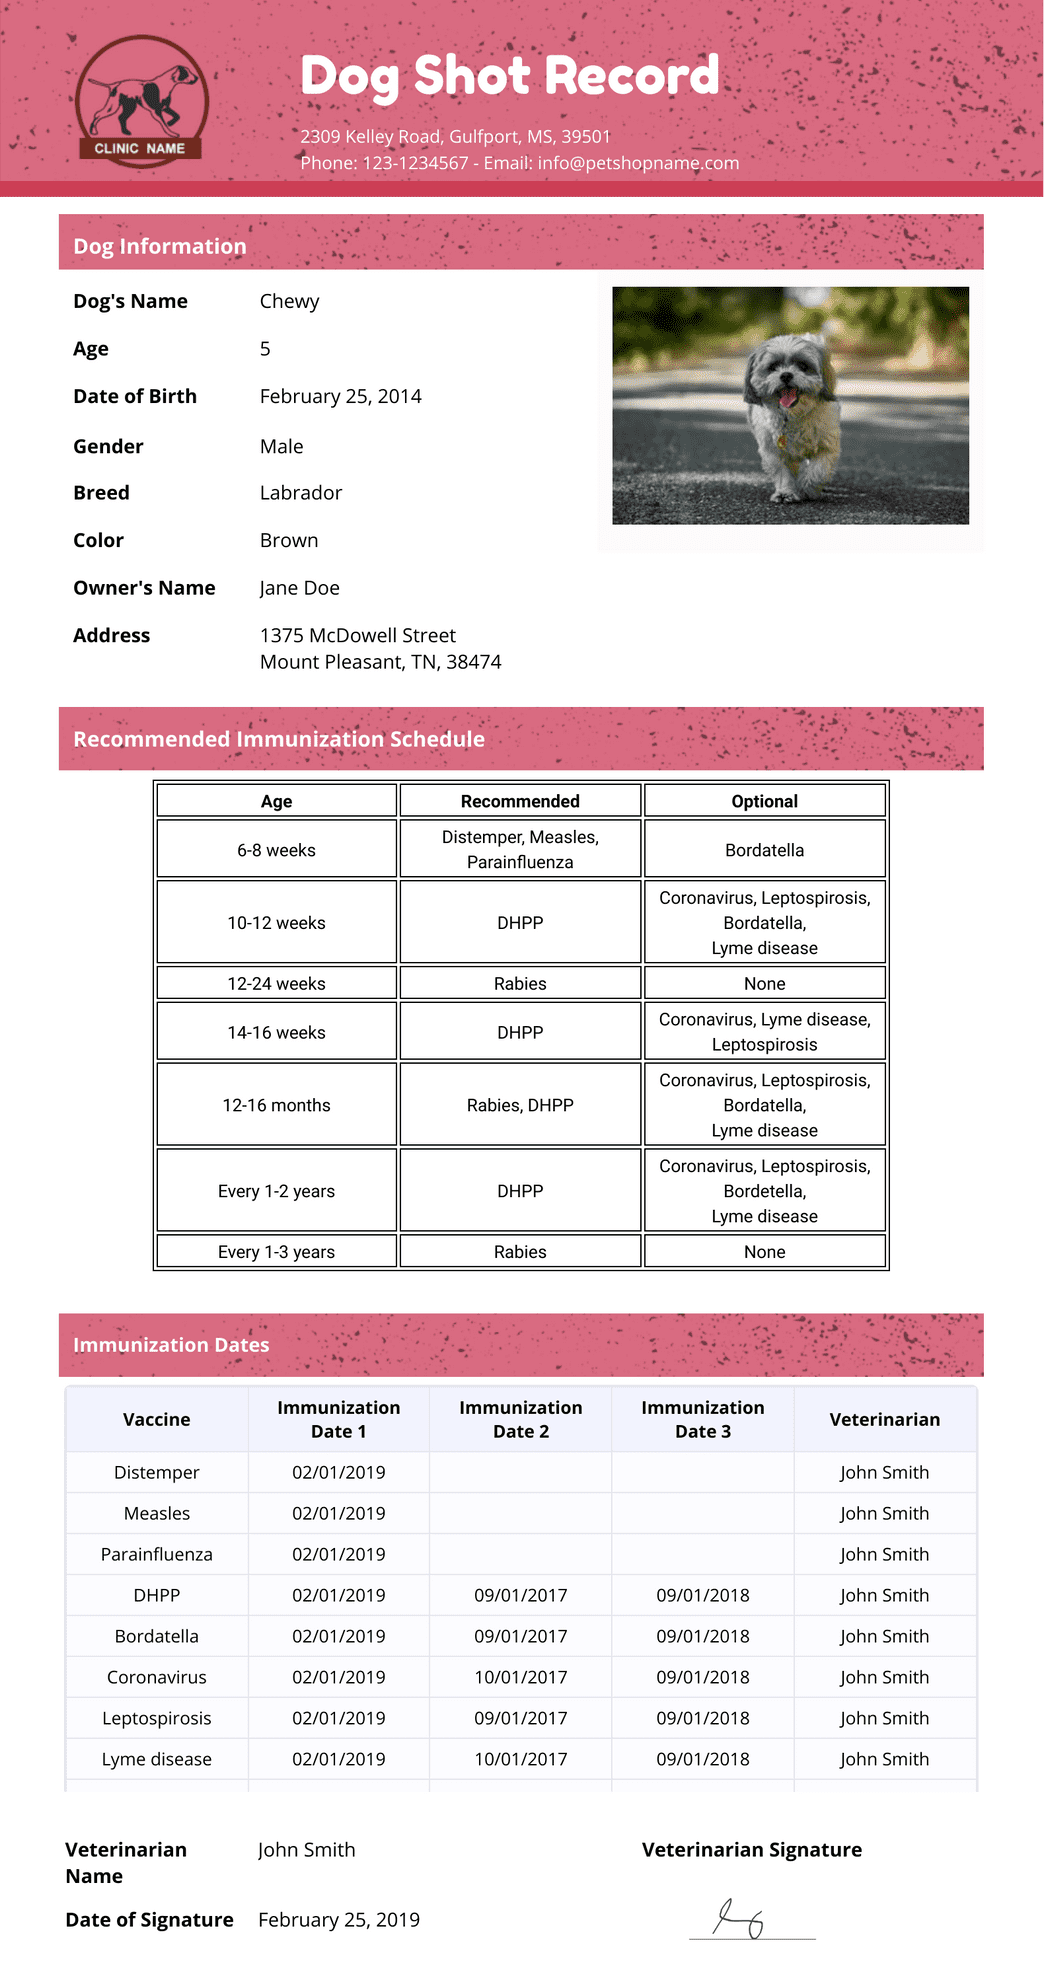 CLINIC NAME
Dog Shot Record
2309 Kelley Road, Gulfport, MS, 39501
Phone: 123-1234567 - Email: info@petshopname.com
Dog Information
Dog's Name Chewy
Age 5
Date of Birth February 25, 2014
Gender Male
Breed Labrador
Color Brown
Owner's Name Jane Doe
Address 1375 McDowell Street
Mount Pleasant, TN, 38474
Recommended Immunization Schedule
Age Recommended Optional
6-8 weeks Distemper, Measles, Parainfluenza Bordatella
10-12 weeks DHPP Coronavirus, Leptospirosis, Bordatella, Lyme disease
12-24 weeks Rabies None
14-16 weeks DHPP Coronavirus, Lyme disease, Leptospirosis
12-16 months Rabies, DHPP Coronavirus, Leptospirosis, Bordatella, Lyme disease
Every 1-2 years DHPP Coronavirus, Leptospirosis, Bordetella, Lyme disease
Every 1-3 years Rabies None
Immunization Dates
Vaccine Immunization Date 1 Immunization Date 2 Immunization Date 3 Veterinarian
Distemper 02/01/2019 John Smith
Measles 02/01/2019 John Smith
Parainfluenza 02/01/2019 John Smith
DHPP 02/01/2019 09/01/2017 09/01/2018 John Smith
Bordatella 02/01/2019 09/01/2017 09/01/2018 John Smith
Coronavirus 02/01/2019 10/01/2017 09/01/2018 John Smith
Leptospirosis 02/01/2019 09/01/2017 09/01/2018 John Smith
Lyme disease 02/01/2019 10/01/2017 09/01/2018 John Smith
Veterinarian Name John Smith Veterinarian Signature
Date of Signature February 25, 2019